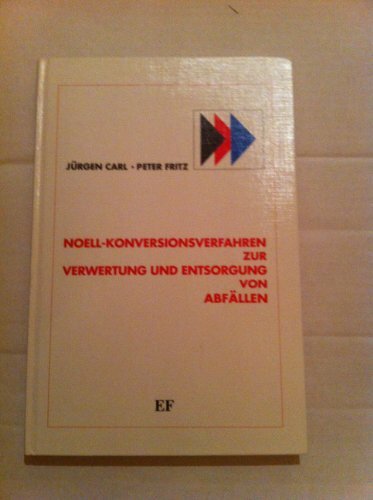 JÜRGEN CARL · PETER FRITZ
NOELL-KONVERSIONSVERFAHREN
ZUR
VERWERTUNG UND ENTSORGUNG
VON
ABFÄLLEN
EF